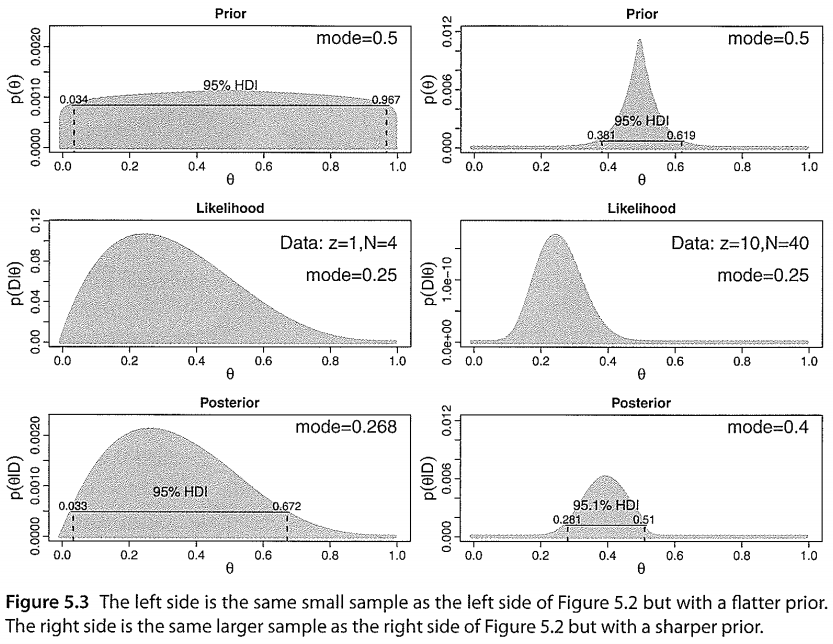 Prior
mode=0.5
p(θ)
0.0020
0.0010
0.0000
95% HDI
0.034
0.967
0.0 0.2 0.4 0.6 0.8 1.0
θ
Prior
mode=0.5
p(θ)
0.012
0.006
0.000
95% HDI
0.381
0.619
0.0 0.2 0.4 0.6 0.8 1.0
θ
Likelihood
Data: z=1,N=4
mode=0.25
p(D|θ)
0.12
0.08
0.04
0.00
0.0 0.2 0.4 0.6 0.8 1.0
θ
Likelihood
Data: z=10,N=40
mode=0.25
p(D|θ)
1.0e−10
0.0e+00
0.0 0.2 0.4 0.6 0.8 1.0
θ
Posterior
mode=0.268
p(θ|D)
0.0020
0.0010
0.0000
95% HDI
0.033
0.672
0.0 0.2 0.4 0.6 0.8 1.0
θ
Posterior
mode=0.4
p(θ|D)
0.012
0.006
0.000
95.1% HDI
0.281
0.51
0.0 0.2 0.4 0.6 0.8 1.0
θ
Figure 5.3 The left side is the same small sample as the left side of Figure 5.2 but with a flatter prior.
The right side is the same larger sample as the right side of Figure 5.2 but with a sharper prior.